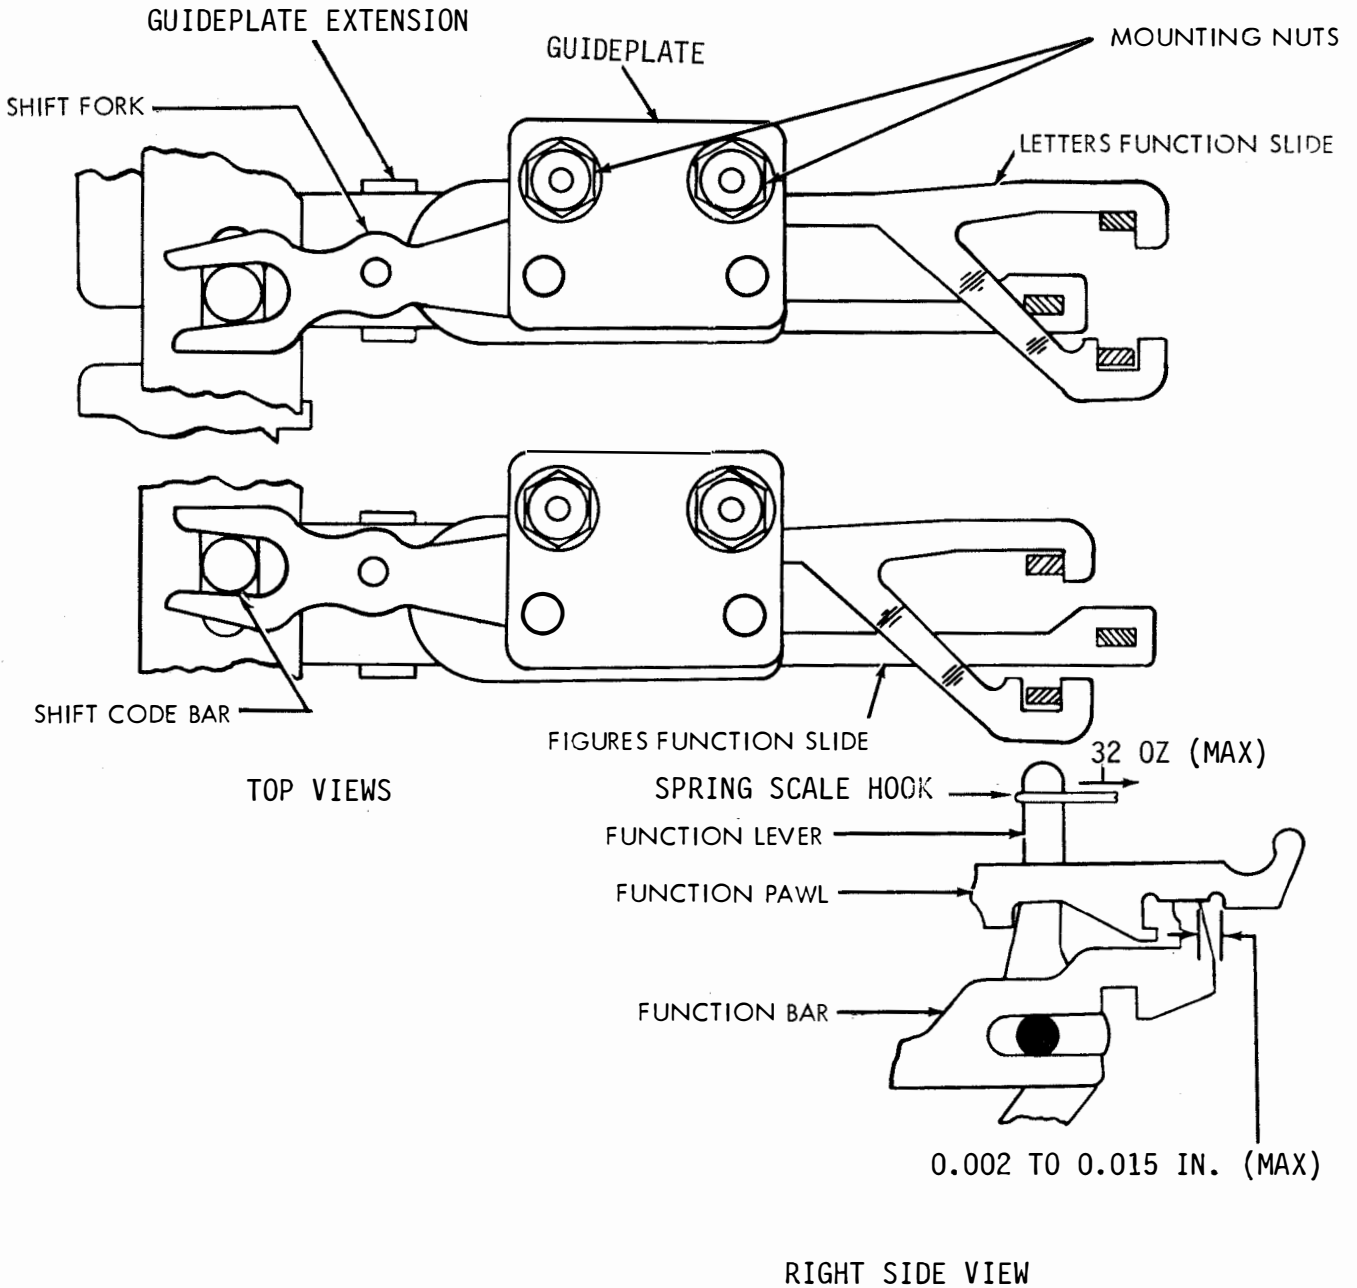 GUIDEPLATE EXTENSION
GUIDEPLATE
MOUNTING NUTS
SHIFT FORK
LETTERS FUNCTION SLIDE
SHIFT CODE BAR
FIGURES FUNCTION SLIDE
32 OZ (MAX)
TOP VIEWS
SPRING SCALE HOOK
FUNCTION LEVER
FUNCTION PAWL
FUNCTION BAR
0.002 TO 0.015 IN. (MAX)
RIGHT SIDE VIEW